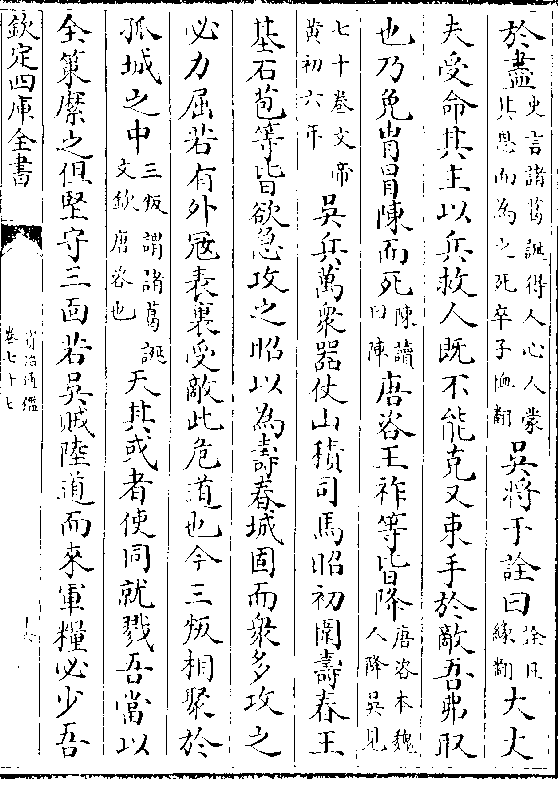 於盡史言諸葛誕得人心人蒙其恩而為之死卒子恤翻吳將于詮曰詮且緣翻大丈
夫受命其主以兵救人既不能克又束手於敵吾弗取
也乃免胄冒陳而死陳讀曰陣唐咨王祚等皆降唐咨本魏人降吳見
七十卷文帝黄初六年吳兵萬衆器仗山積司馬昭初圍夀春王
基石苞等皆欲急攻之昭以為夀春城固而衆多攻之
必力屈若有外冦表裏受敵此危道也今三叛相聚於
孤城之中三叛謂諸葛誕文欽唐咨也天其或者使同就戮吾當以
全策縻之但堅守三面若吳賊陸道而來軍糧必少吾
欽定四庫全書
資治通鑑
卷七十七